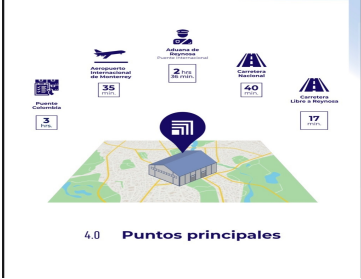 Aduana de
Reynosa
Puente Internacional
2 hrs
36 min.
Aeropuerto
Internacional
de Monterrey
35
min.
Carretera
Nacional
40
min.
Carretera
Libre a Reynosa
17
min.
Puente
Colombia
3
hrs.
4.0 Puntos principales